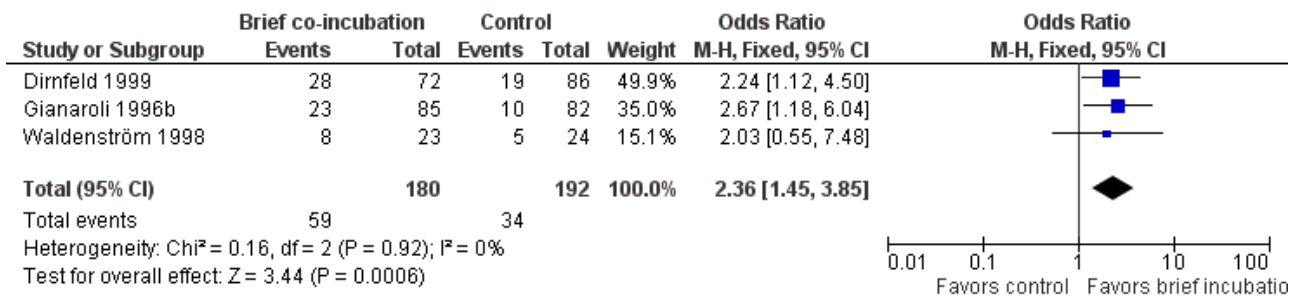 Brief co-incubation Control Odds Ratio Odds Ratio
Study or Subgroup Events Total Events Total Weight M-H, Fixed, 95% CI M-H, Fixed, 95% CI
Dirnfeld 1999 28 72 19 86 49.9% 2.24 [1.12, 4.50]
Gianaroli 1996b 23 85 10 82 35.0% 2.67 [1.18, 6.04]
Waldenström 1998 8 23 5 24 15.1% 2.03 [0.55, 7.48]
Total (95% CI) 180 192 100.0% 2.36 [1.45, 3.85]
Total events 59 34
Heterogeneity: Chi² = 0.16, df = 2 (P = 0.92); I² = 0%
Test for overall effect: Z = 3.44 (P = 0.0006)
0.01 0.1 1 10 100
Favors control Favors brief incubatio